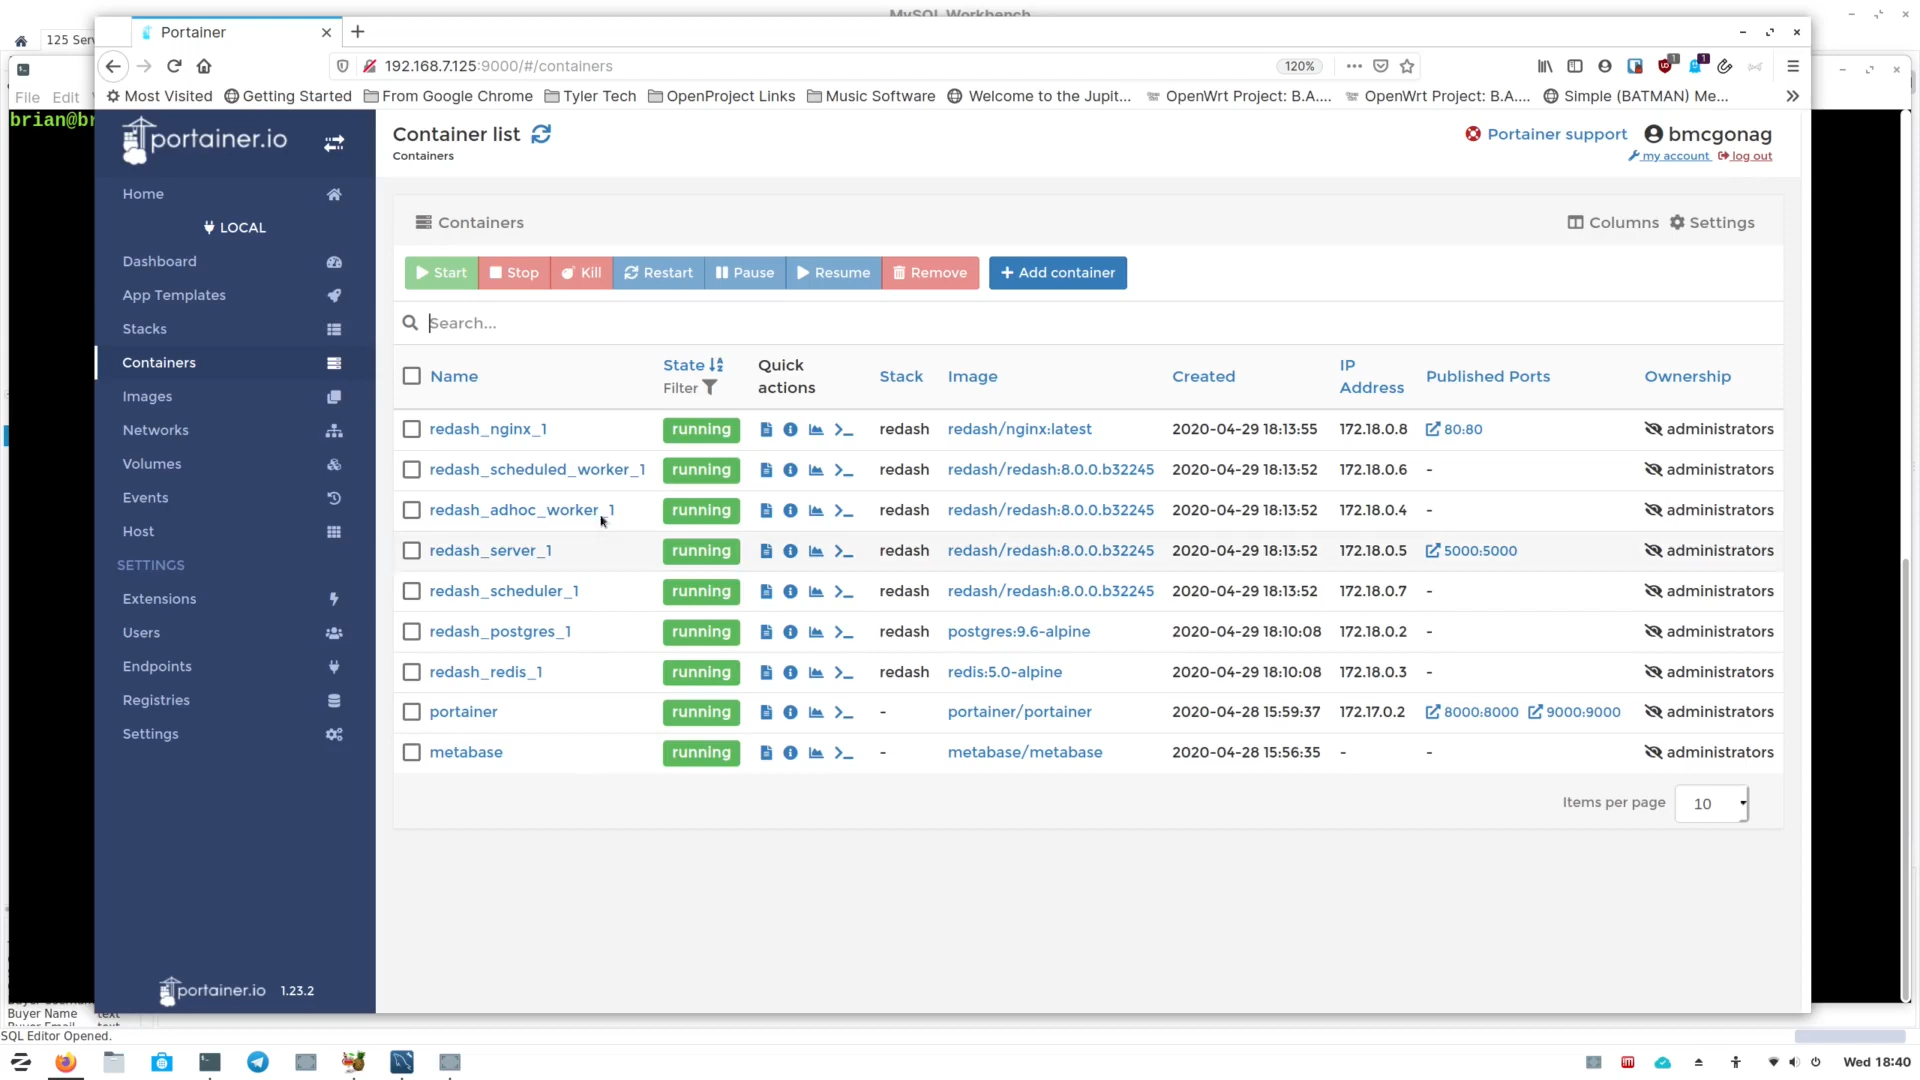 MySQL Workbench
125 Serv
Portainer
File Edit
192.168.7.125:9000/#/containers
120%
1
1
Most Visited Getting Started From Google Chrome Tyler Tech OpenProject Links Music Software Welcome to the Jupit... OpenWrt Project: B.A.... OpenWrt Project: B.A.... Simple (BATMAN) Me...
brian@br
portainer.io
Container list
Containers
Portainer support bmcgonag
my account log out
Home
LOCAL
Dashboard
App Templates
Stacks
Containers
Images
Networks
Volumes
Events
Host
SETTINGS
Extensions
Users
Endpoints
Registries
Settings
portainer.io 1.23.2
Containers Columns Settings
Start Stop Kill Restart Pause Resume Remove Add container
Search...
Name State Filter Quick actions Stack Image Created IP Address Published Ports Ownership
redash_nginx_1 running redash redash/nginx:latest 2020-04-29 18:13:55 172.18.0.8 80:80 administrators
redash_scheduled_worker_1 running redash redash/redash:8.0.0.b32245 2020-04-29 18:13:52 172.18.0.6 - administrators
redash_adhoc_worker_1 running redash redash/redash:8.0.0.b32245 2020-04-29 18:13:52 172.18.0.4 - administrators
redash_server_1 running redash redash/redash:8.0.0.b32245 2020-04-29 18:13:52 172.18.0.5 5000:5000 administrators
redash_scheduler_1 running redash redash/redash:8.0.0.b32245 2020-04-29 18:13:52 172.18.0.7 - administrators
redash_postgres_1 running redash postgres:9.6-alpine 2020-04-29 18:10:08 172.18.0.2 - administrators
redash_redis_1 running redash redis:5.0-alpine 2020-04-29 18:10:08 172.18.0.3 - administrators
portainer running - portainer/portainer 2020-04-28 15:59:37 172.17.0.2 8000:8000 9000:9000 administrators
metabase running - metabase/metabase 2020-04-28 15:56:35 - - administrators
Items per page 10
Buyer Name text
SQL Editor Opened.
Wed 18:40